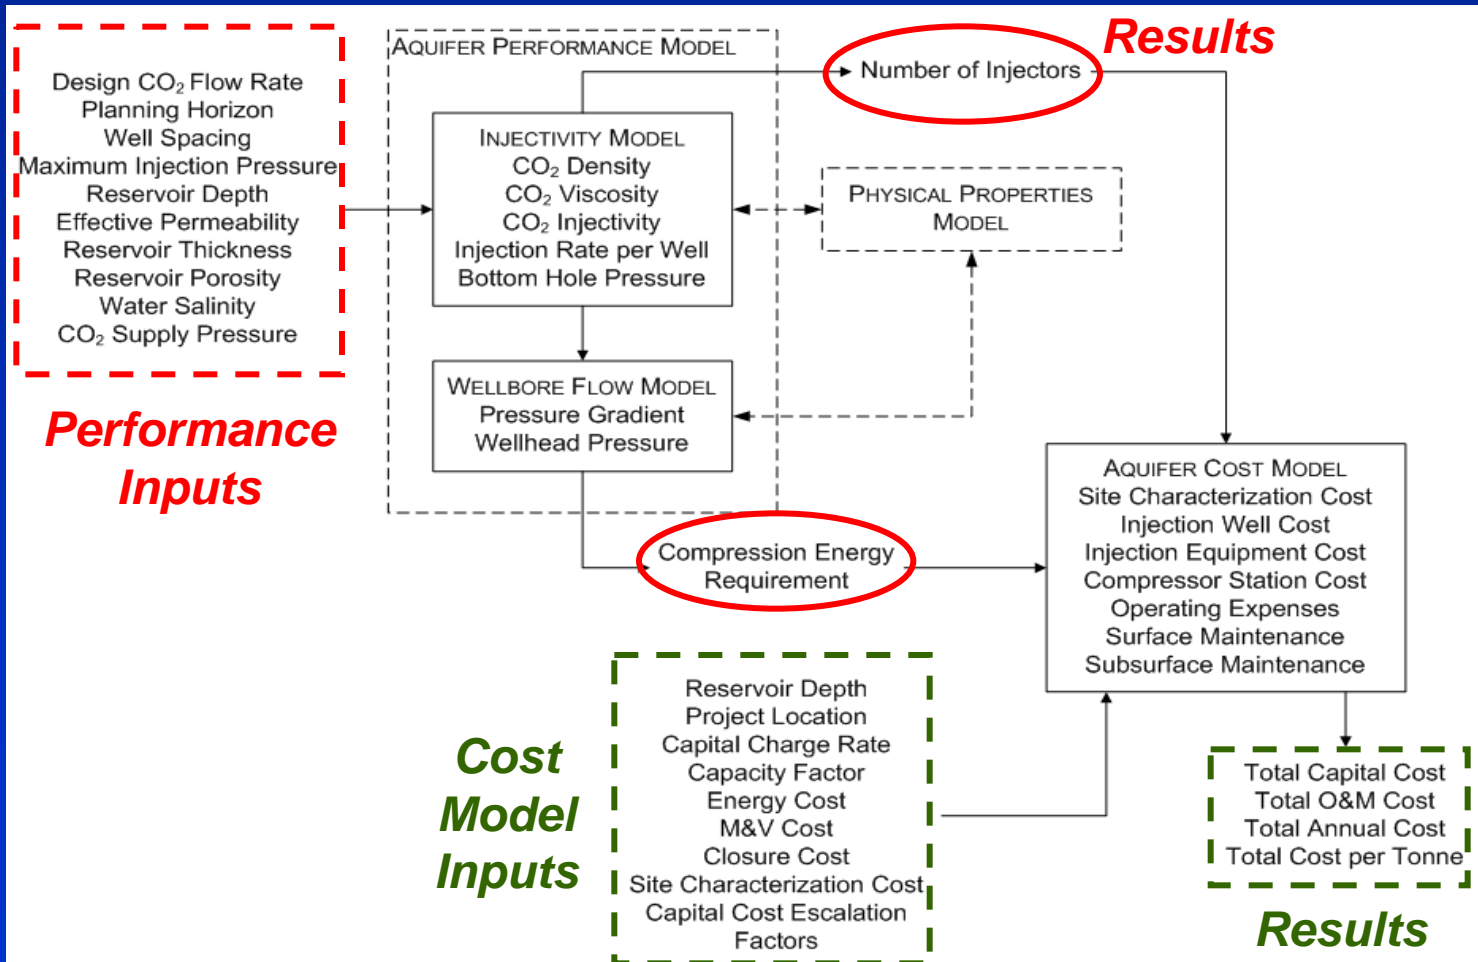 Design CO₂ Flow Rate
Planning Horizon
Well Spacing
Maximum Injection Pressure
Reservoir Depth
Effective Permeability
Reservoir Thickness
Reservoir Porosity
Water Salinity
CO₂ Supply Pressure
Performance
Inputs
AQUIFER PERFORMANCE MODEL
INJECTIVITY MODEL
CO₂ Density
CO₂ Viscosity
CO₂ Injectivity
Injection Rate per Well
Bottom Hole Pressure
WELLBORE FLOW MODEL
Pressure Gradient
Wellhead Pressure
Results
Number of Injectors
PHYSICAL PROPERTIES
MODEL
Compression Energy
Requirement
AQUIFER COST MODEL
Site Characterization Cost
Injection Well Cost
Injection Equipment Cost
Compressor Station Cost
Operating Expenses
Surface Maintenance
Subsurface Maintenance
Cost
Model
Inputs
Reservoir Depth
Project Location
Capital Charge Rate
Capacity Factor
Energy Cost
M&V Cost
Closure Cost
Site Characterization Cost
Capital Cost Escalation
Factors
Total Capital Cost
Total O&M Cost
Total Annual Cost
Total Cost per Tonne
Results